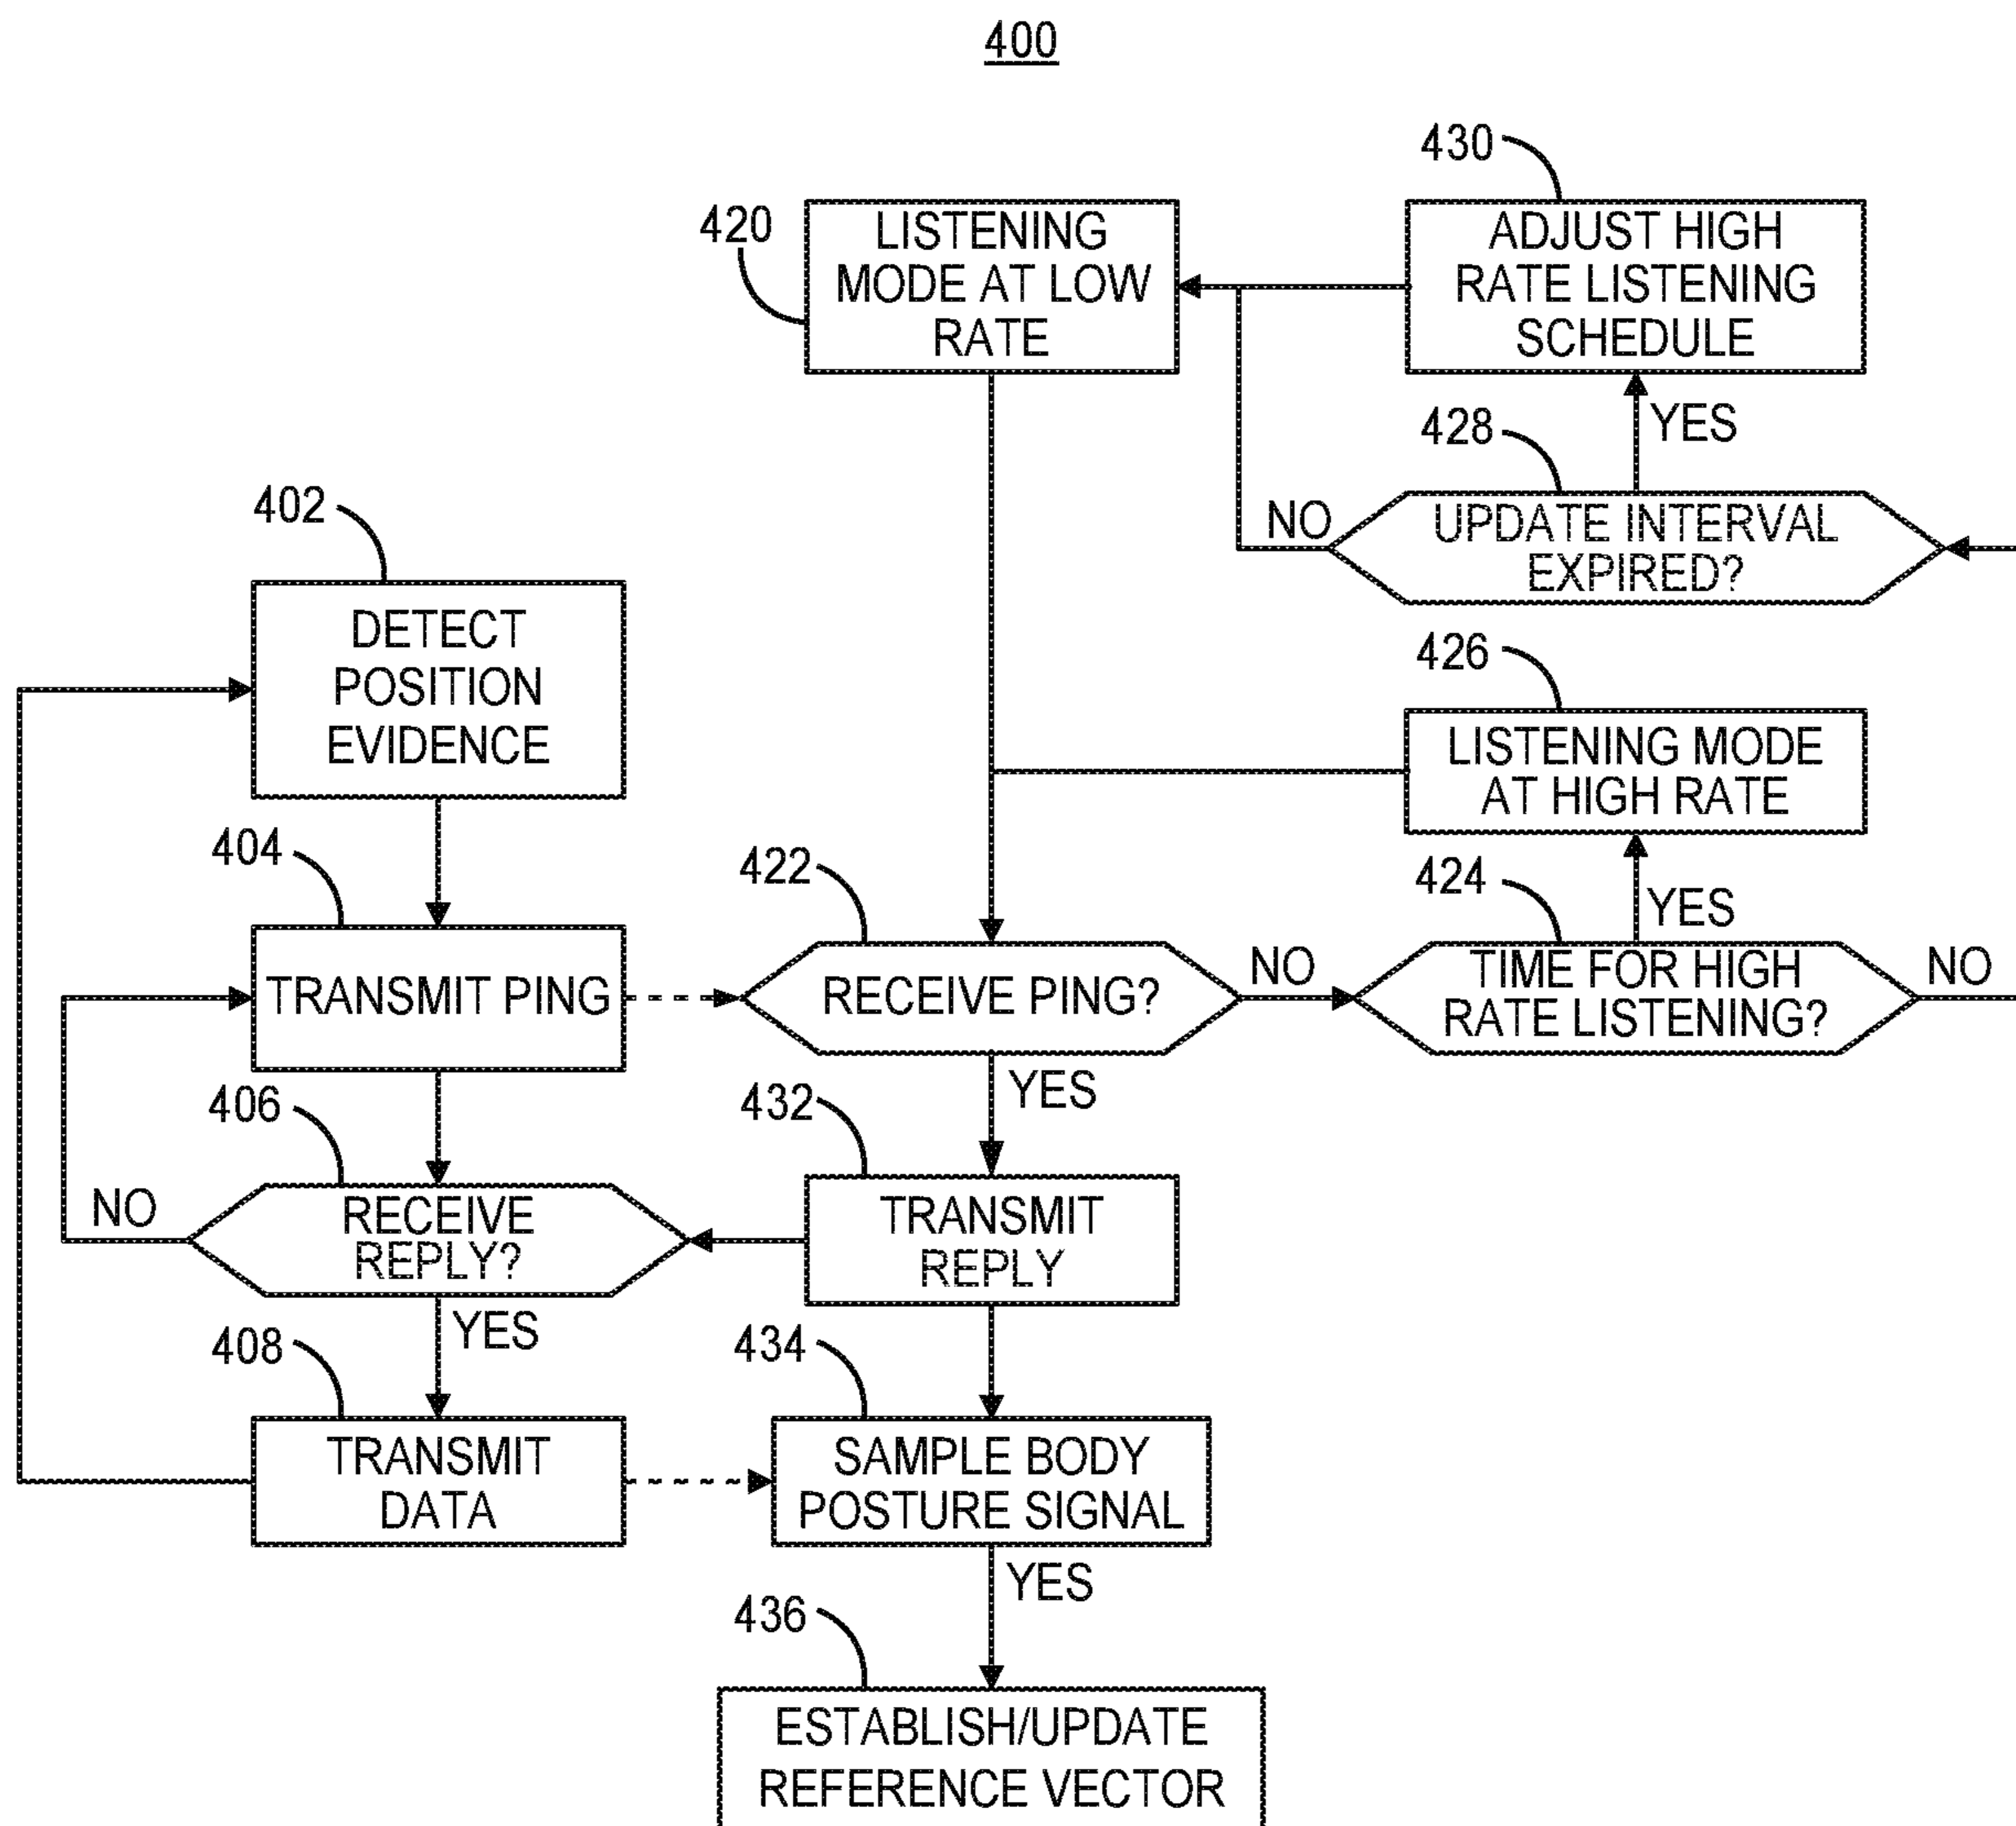 400
430
420
LISTENING
MODE AT LOW
RATE
ADJUST HIGH
RATE LISTENING
SCHEDULE
YES
428
NO
UPDATE INTERVAL
EXPIRED?
402
DETECT
POSITION
EVIDENCE
426
LISTENING MODE
AT HIGH RATE
404
422
424
YES
TRANSMIT PING
RECEIVE PING?
NO
TIME FOR HIGH
RATE LISTENING?
NO
406
432
YES
NO
RECEIVE
REPLY?
TRANSMIT
REPLY
YES
408
434
TRANSMIT
DATA
SAMPLE BODY
POSTURE SIGNAL
YES
436
ESTABLISH/UPDATE
REFERENCE VECTOR